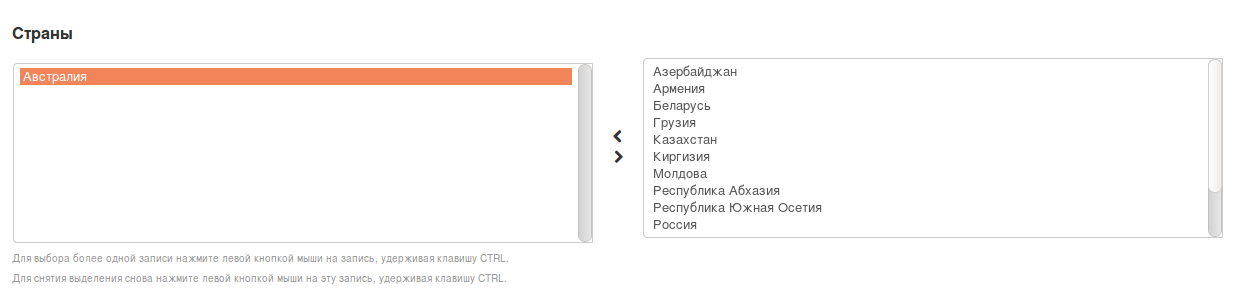 Страны
Австралия
Азербайджан
Армения
Беларусь
Грузия
Казахстан
Киргизия
Молдова
Республика Абхазия
Республика Южная Осетия
Россия
Для выбора более одной записи нажмите левой кнопкой мыши на запись, удерживая клавишу CTRL.
Для снятия выделения снова нажмите левой кнопкой мыши на эту запись, удерживая клавишу CTRL.